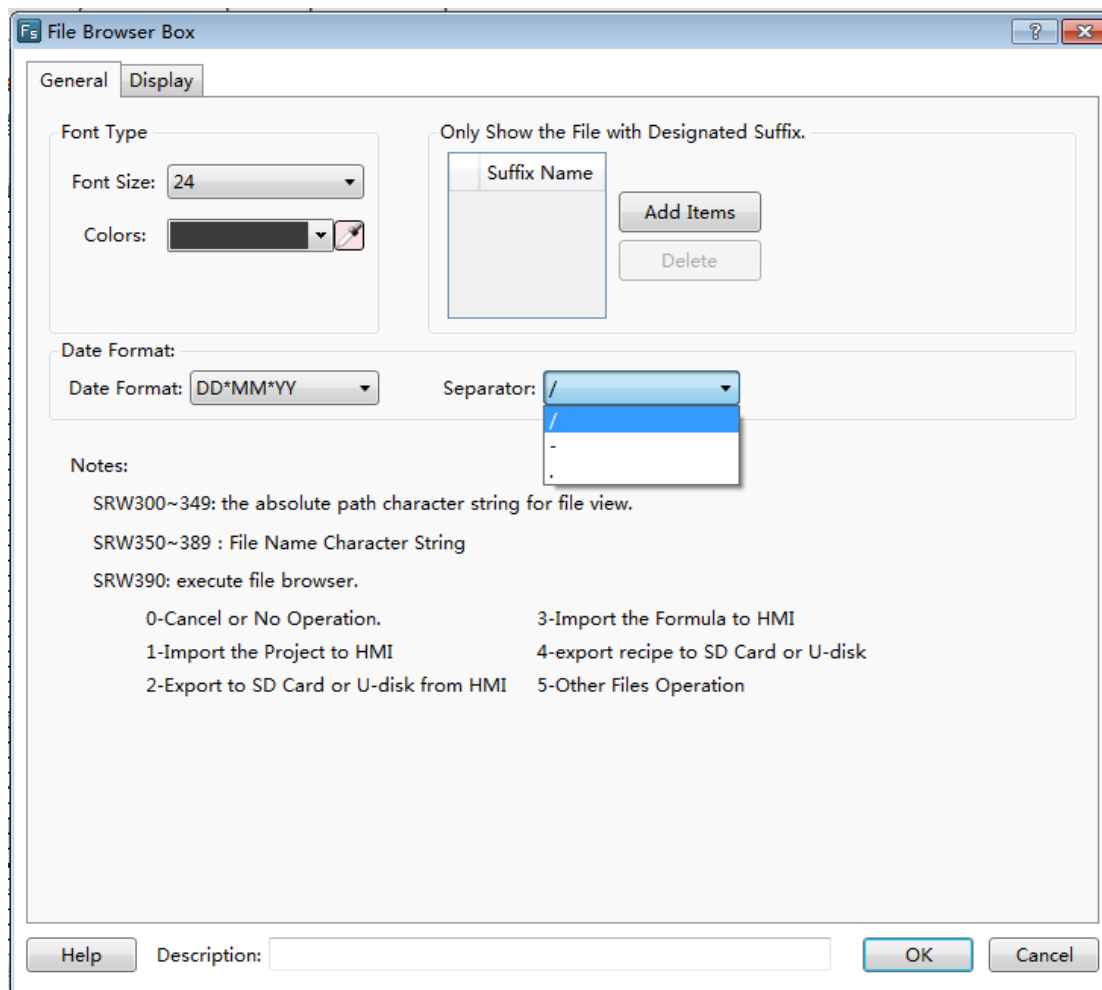 Fs File Browser Box
General Display
Font Type
Font Size: 24
Colors:
Only Show the File with Designated Suffix.
Suffix Name
Add Items
Delete
Date Format:
Date Format: DD*MM*YY Separator: /
/
-
.
Notes:
SRW300~349: the absolute path character string for file view.
SRW350~389 : File Name Character String
SRW390: execute file browser.
0-Cancel or No Operation. 3-Import the Formula to HMI
1-Import the Project to HMI 4-export recipe to SD Card or U-disk
2-Export to SD Card or U-disk from HMI 5-Other Files Operation
Help Description: OK Cancel